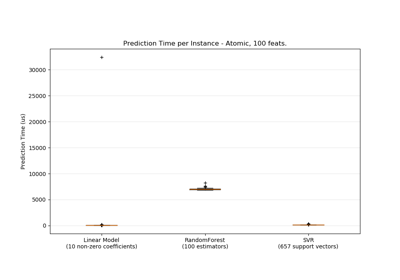 Prediction Time per Instance - Atomic, 100 feats.
30000
25000
20000
15000
10000
5000
0
Prediction Time (us)
Linear Model
(10 non-zero coefficients)
RandomForest
(100 estimators)
SVR
(657 support vectors)